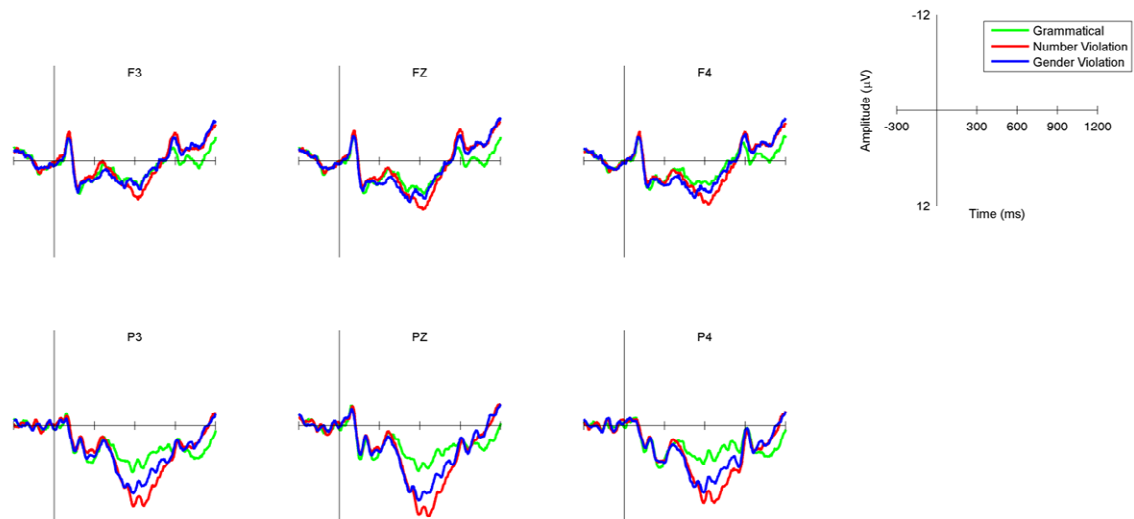 -12
Grammatical
Number Violation
Gender Violation
F3
FZ
F4
Amplitude (μV)
-300
300
600
900
1200
12
Time (ms)
P3
PZ
P4